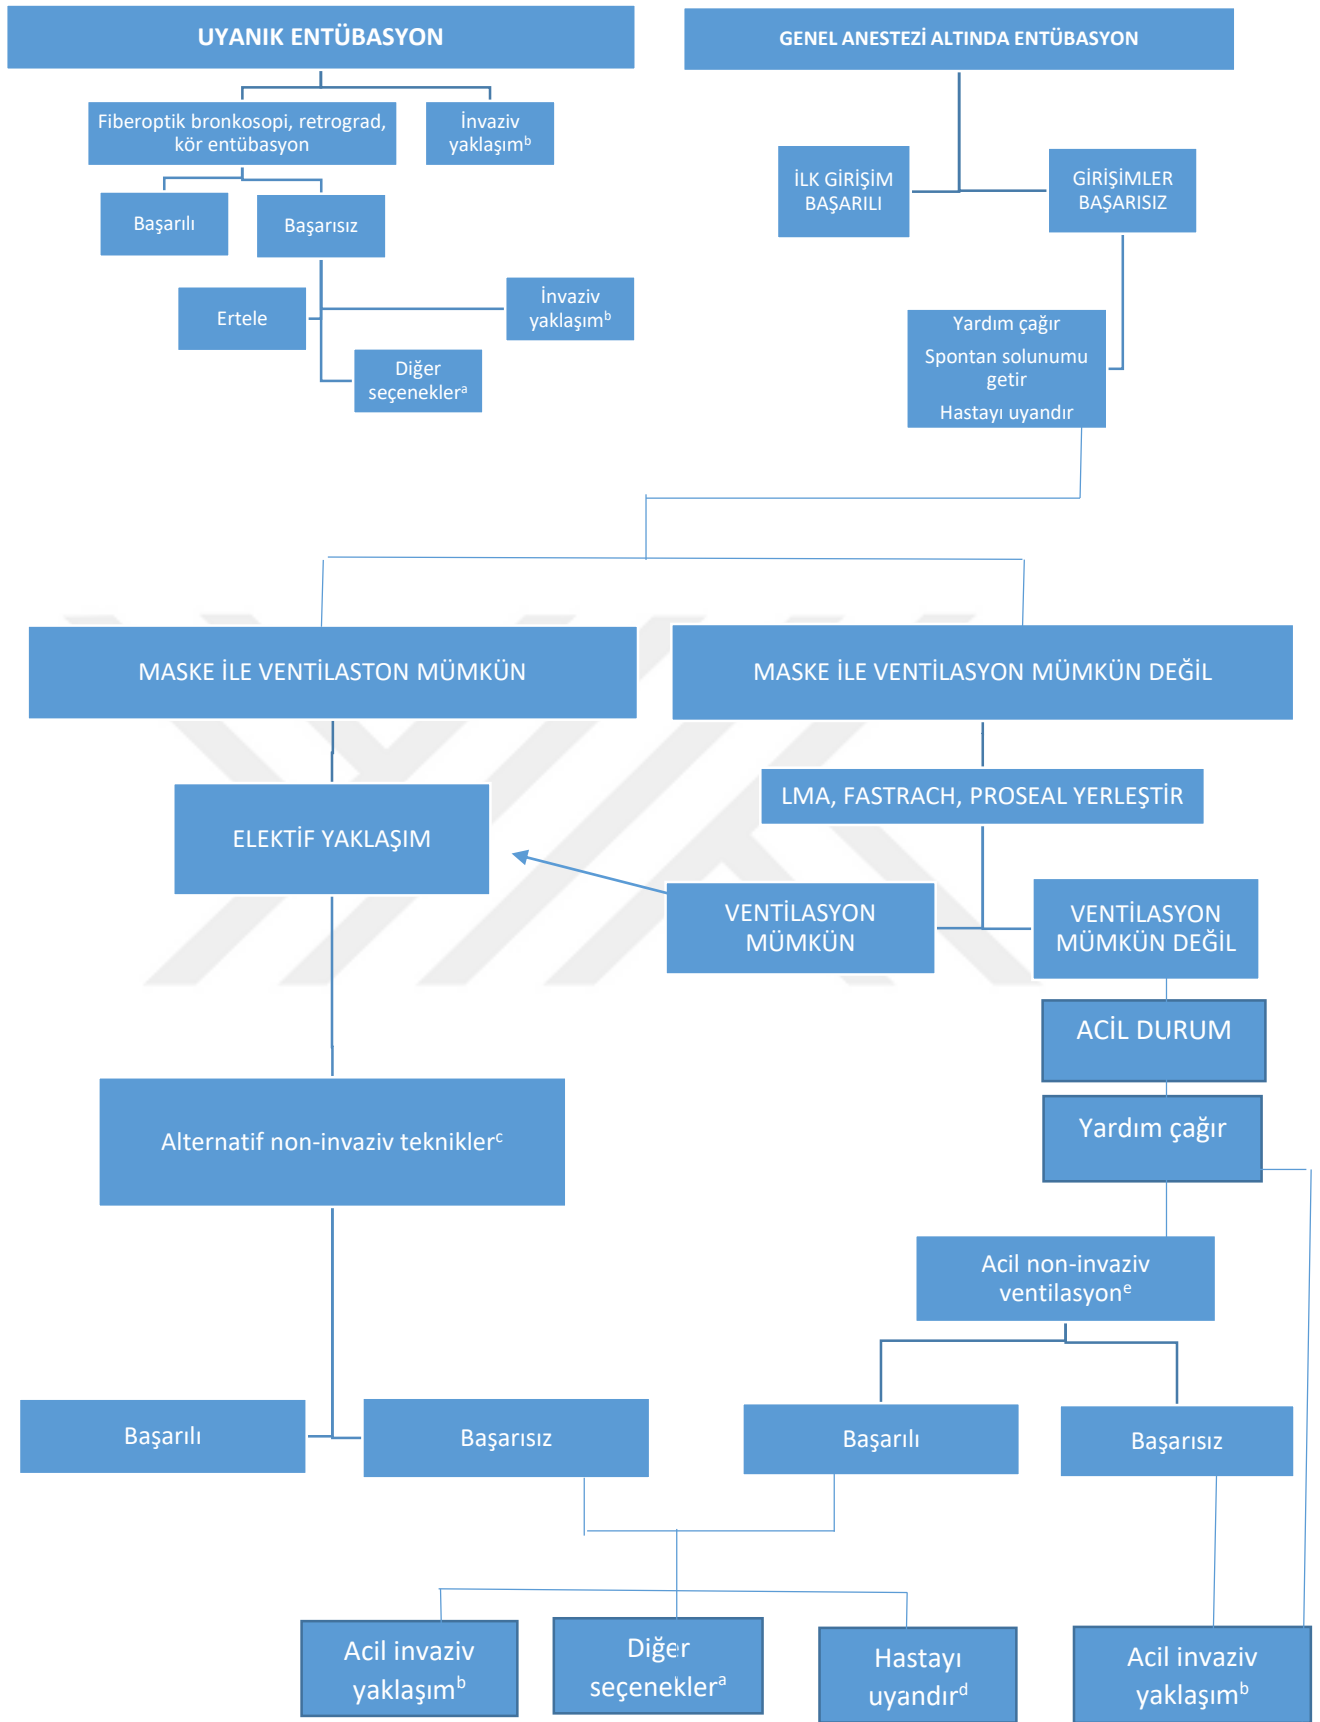 UYANIK ENTÜBASYON
GENEL ANESTEZİ ALTINDA ENTÜBASYON
Fiberoptik bronkosopi, retrograd,
kör entübasyon
İnvaziv
yaklaşımᵇ
Başarılı
Başarısız
Ertele
İnvaziv
yaklaşımᵇ
Diğer
seçeneklerᵃ
İLK GİRİŞİM
BAŞARILI
GİRİŞİMLER
BAŞARISIZ
Yardım çağır
Spontan solunumu
getir
Hastayı uyandır
MASKE İLE VENTİLASTON MÜMKÜN
MASKE İLE VENTİLASYON MÜMKÜN DEĞİL
ELEKTİF YAKLAŞIM
LMA, FASTRACH, PROSEAL YERLEŞTİR
VENTİLASYON
MÜMKÜN
VENTİLASYON
MÜMKÜN DEĞİL
ACİL DURUM
Yardım çağır
Alternatif non-invaziv tekniklerᶜ
Acil non-invaziv
ventilasyonᵉ
Başarılı
Başarısız
Başarılı
Başarısız
Acil invaziv
yaklaşımᵇ
Diğer
seçeneklerᵃ
Hastayı
uyandırᵈ
Acil invaziv
yaklaşımᵇ